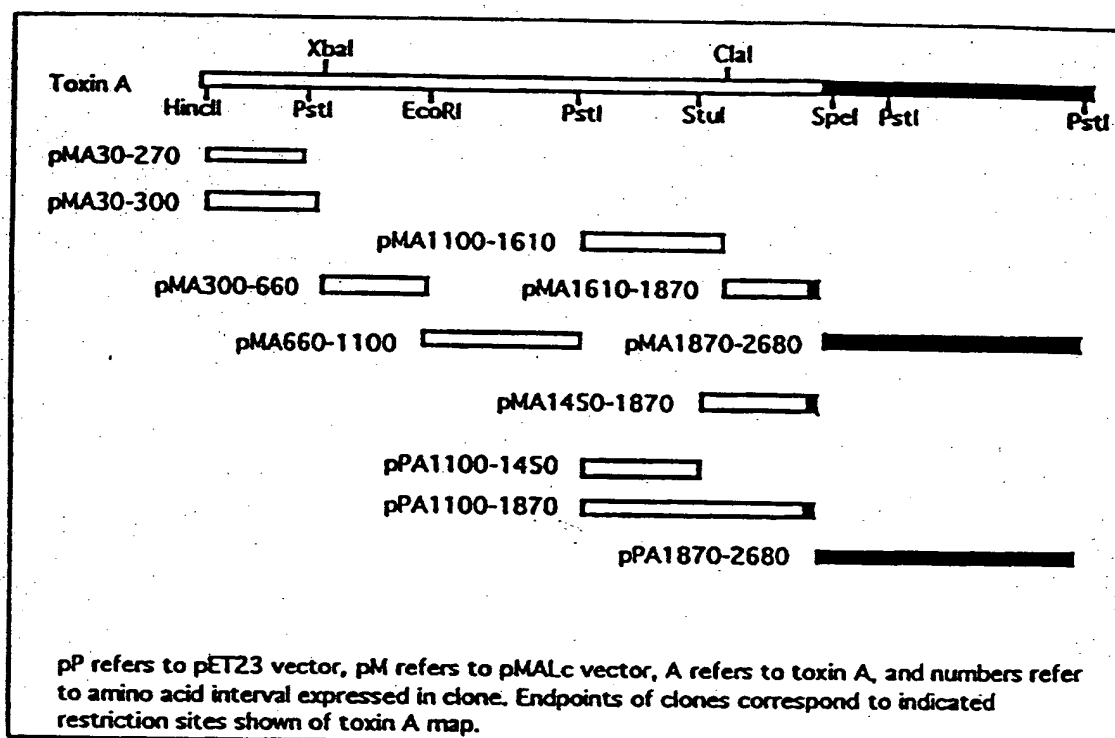 XbaI ClaI
Toxin A
HincII PstI EcoRI PstI StuI SpeI PstI PstI
pMA30-270
pMA30-300
pMA1100-1610
pMA300-660 pMA1610-1870
pMA660-1100 pMA1870-2680
pMA1450-1870
pPA1100-1450
pPA1100-1870
pPA1870-2680
pP refers to pET23 vector, pM refers to pMALc vector, A refers to toxin A, and numbers refer
to amino acid interval expressed in clone. Endpoints of clones correspond to indicated
restriction sites shown of toxin A map.